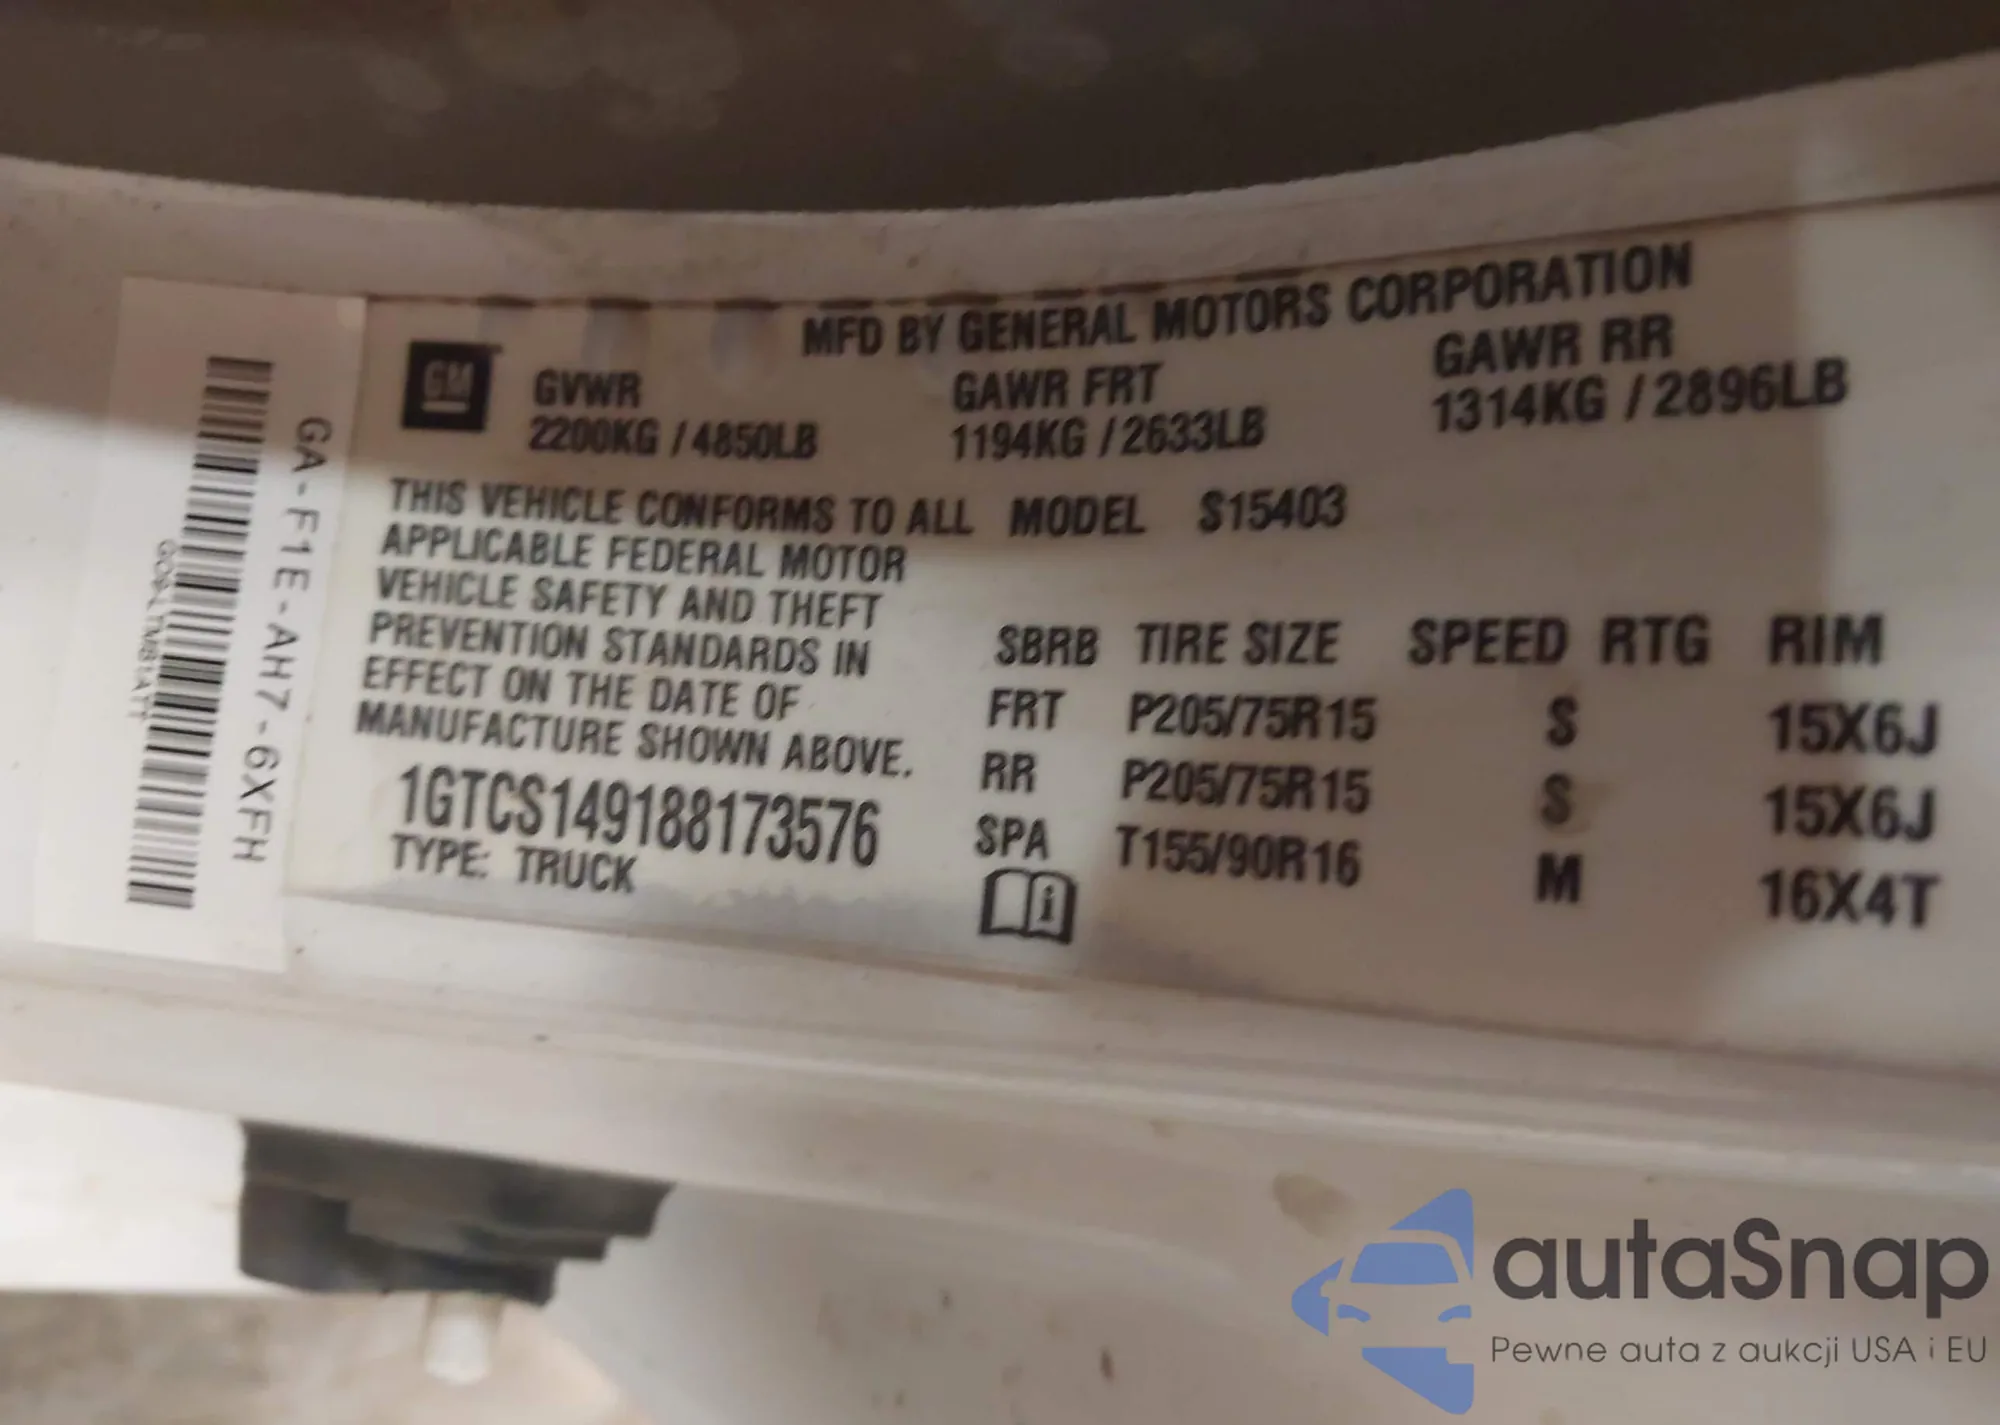 MFD BY GENERAL MOTORS CORPORATION
GM
GVWR GAWR FRT GAWR RR
2200KG / 4850LB 1194KG / 2633LB 1314KG / 2896LB
THIS VEHICLE CONFORMS TO ALL MODEL S15403
APPLICABLE FEDERAL MOTOR
VEHICLE SAFETY AND THEFT
PREVENTION STANDARDS IN
EFFECT ON THE DATE OF
MANUFACTURE SHOWN ABOVE.
1GTCS149188173576
TYPE: TRUCK
SBRB TIRE SIZE SPEED RTG RIM
FRT P205/75R15 S 15X6J
RR P205/75R15 S 15X6J
SPA T155/90R16 M 16X4T
GA-F1E-AH7-6XFH
autaSnap
Pewne auta z aukcji USA i EU